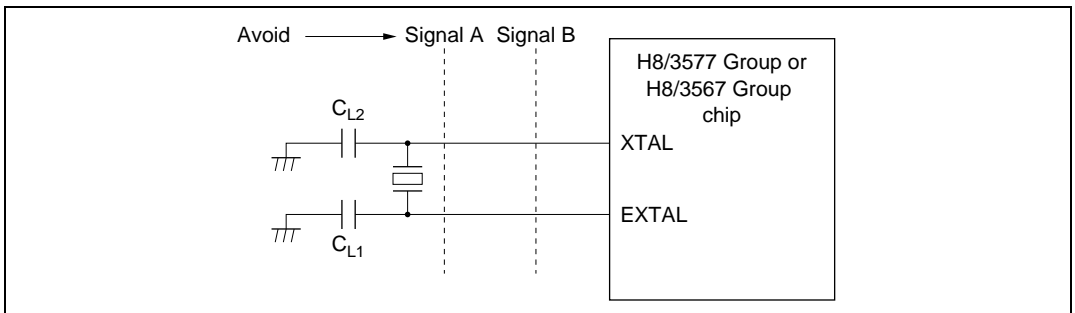 Avoid Signal A Signal B
H8/3577 Group or
H8/3567 Group
chip
CL2
XTAL
EXTAL
CL1